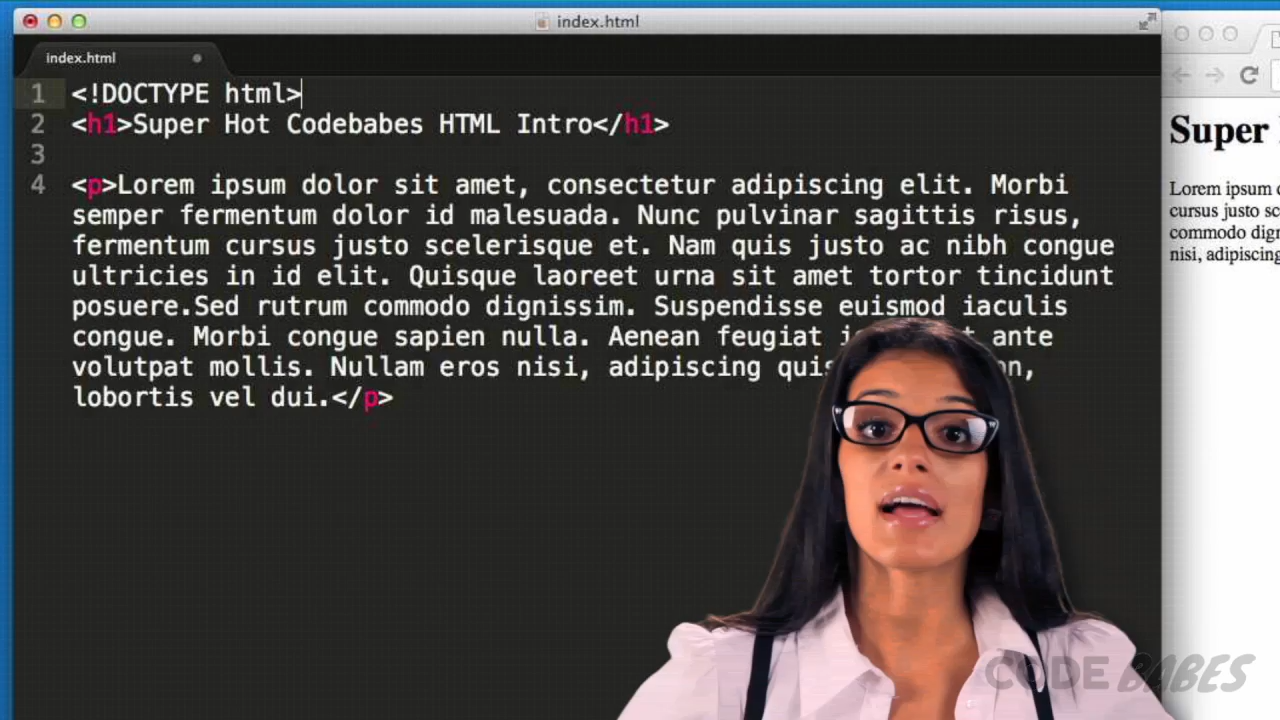 index.html
index.html
1 <!DOCTYPE html>
2 <h1>Super Hot Codebabes HTML Intro</h1>
3
4 <p>Lorem ipsum dolor sit amet, consectetur adipiscing elit. Morbi
semper fermentum dolor id malesuada. Nunc pulvinar sagittis risus,
fermentum cursus justo scelerisque et. Nam quis justo ac nibh congue
ultricies in id elit. Quisque laoreet urna sit amet tortor tincidunt
posuere.Sed rutrum commodo dignissim. Suspendisse euismod iaculis
congue. Morbi congue sapien nulla. Aenean feugiat ante
volutpat mollis. Nullam eros nisi, adipiscing quis
lobortis vel dui.</p>
Super
Lorem ipsum
cursus justo
commodo
nisi, adipiscing
CODE BABES